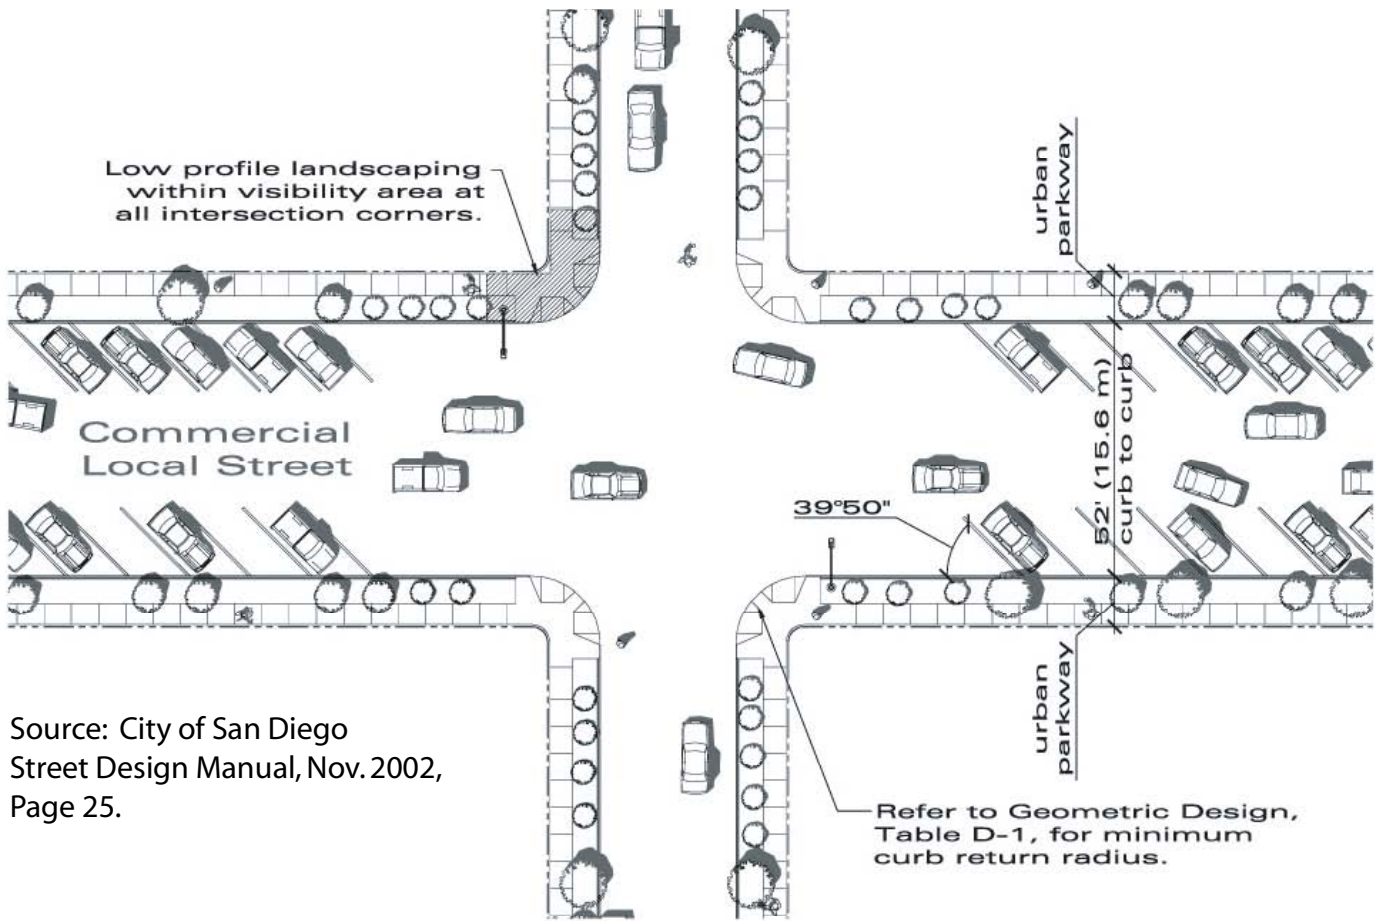 Low profile landscaping
within visibility area at
all intersection corners.
urban
parkway
Commercial
Local Street
52' (15.6 m)
curb to curb
39°50"
urban
parkway
Source: City of San Diego
Street Design Manual, Nov. 2002,
Page 25.
Refer to Geometric Design,
Table D-1, for minimum
curb return radius.